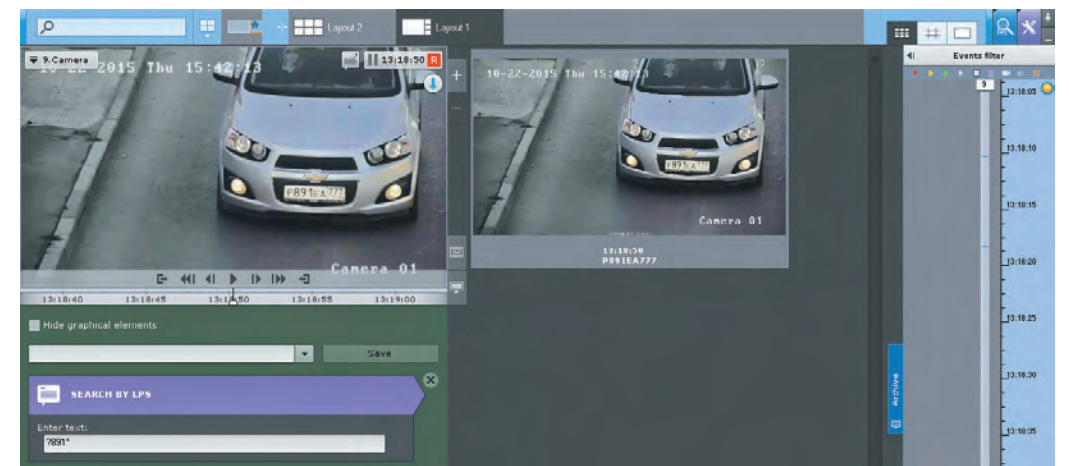 Layout 2
Layout 1
9.Camera
13:18:50 R
10-22-2015 Thu 15:42:13
P891EA777
Camera 01
13:18:40 13:18:45 13:18:50 13:18:55 13:19:00
Hide graphical elements
Save
SEARCH BY LPS
Enter text:
?891*
10-22-2015 Thu 15:42:13
P891EA777
Camera 01
13:18:50
P891EA777
Archive
Events filter
9
13:18:05
13:18:10
13:18:15
13:18:20
13:18:25
13:18:30
13:18:35